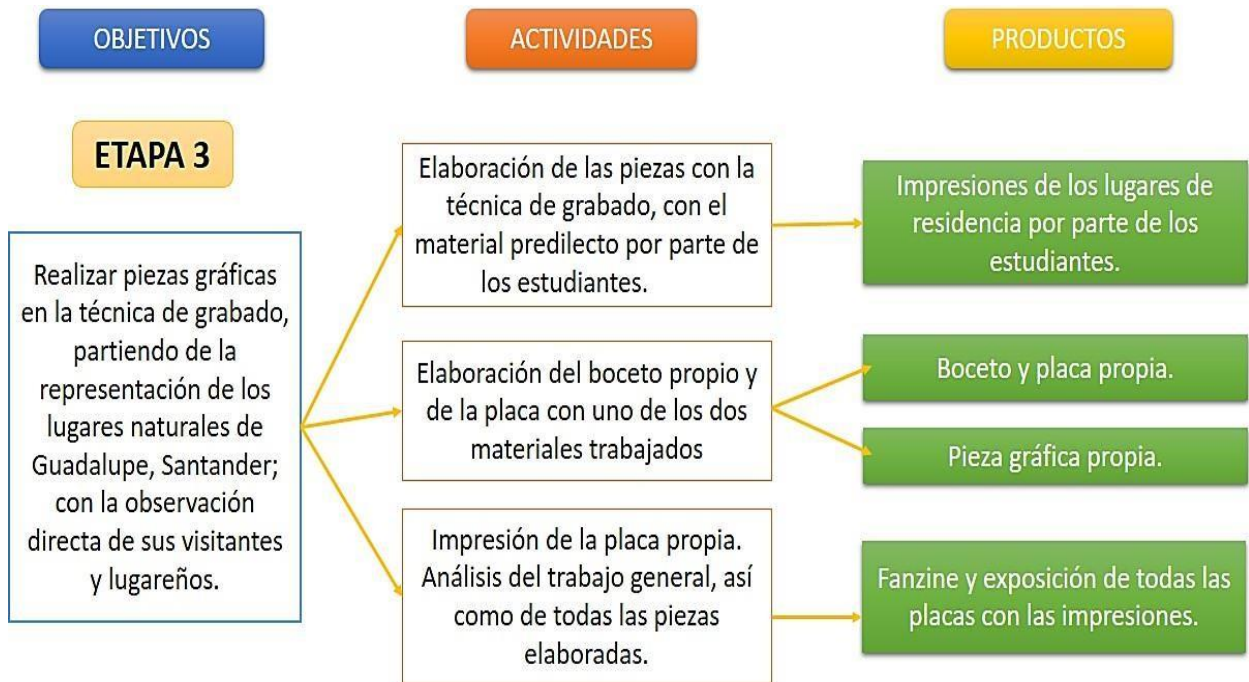 OBJETIVOS
ACTIVIDADES
PRODUCTOS
ETAPA 3
Realizar piezas gráficas
en la técnica de grabado,
partiendo de la
representación de los
lugares naturales de
Guadalupe, Santander;
con la observación
directa de sus visitantes
y lugareños.
Elaboración de las piezas con la
técnica de grabado, con el
material predilecto por parte de
los estudiantes.
Impresiones de los lugares de
residencia por parte de los
estudiantes.
Elaboración del boceto propio y
de la placa con uno de los dos
materiales trabajados
Boceto y placa propia.
Pieza gráfica propia.
Impresión de la placa propia.
Análisis del trabajo general, así
como de todas las piezas
elaboradas.
Fanzine y exposición de todas las
placas con las impresiones.